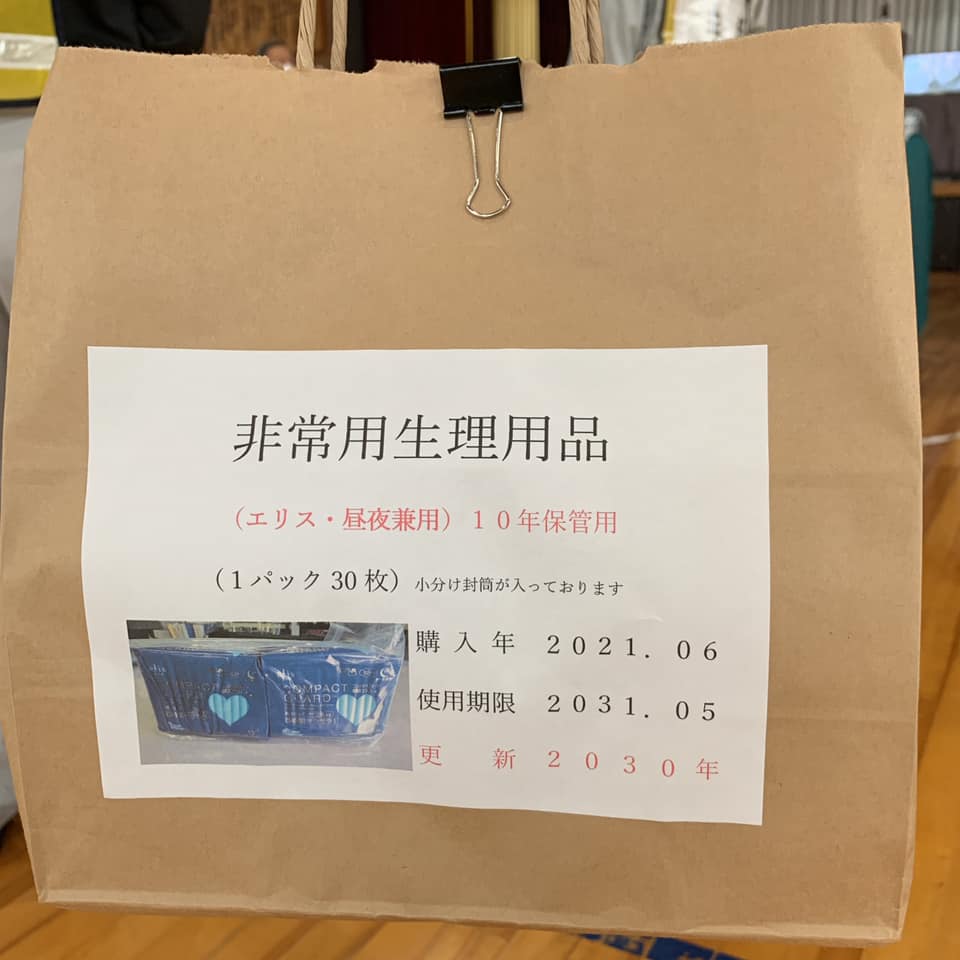 非常用生理用品
（エリス・昼夜兼用）１０年保管用
（１パック 30 枚）小分け封筒が入っております
購入年 ２０２１．０６
使用期限 ２０３１．０５
更新 ２０３０年
COMPACT
GUARD